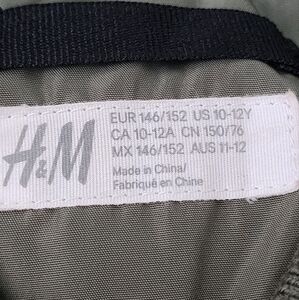 H&M
EUR 146/152 US 10-12Y
CA 10-12A CN 150/76
MX 146/152 AUS 11-12
Made in China/
Fabriqué en Chine